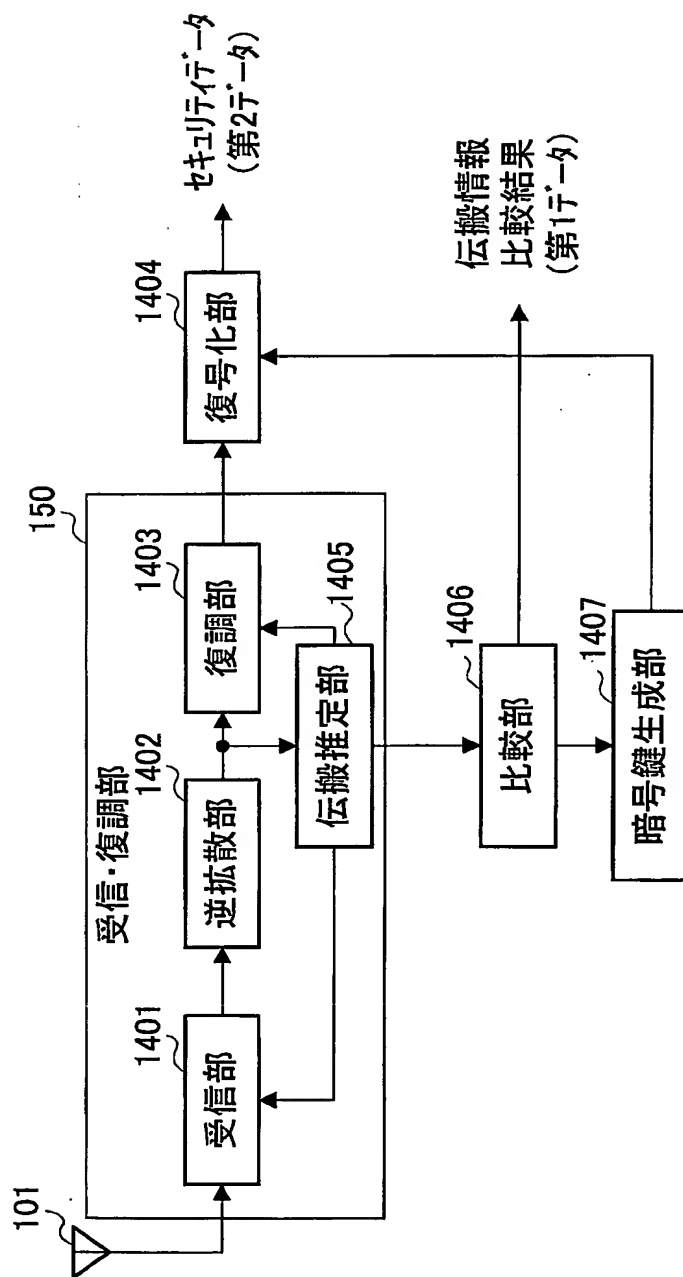 101
150
受信・復調部
1401
受信部
1402
逆拡散部
1403
復調部
1404
復号化部
セキュリティデータ
(第2データ)
1405
伝搬推定部
1406
比較部
伝搬情報
比較結果
(第1データ)
1407
暗号鍵生成部